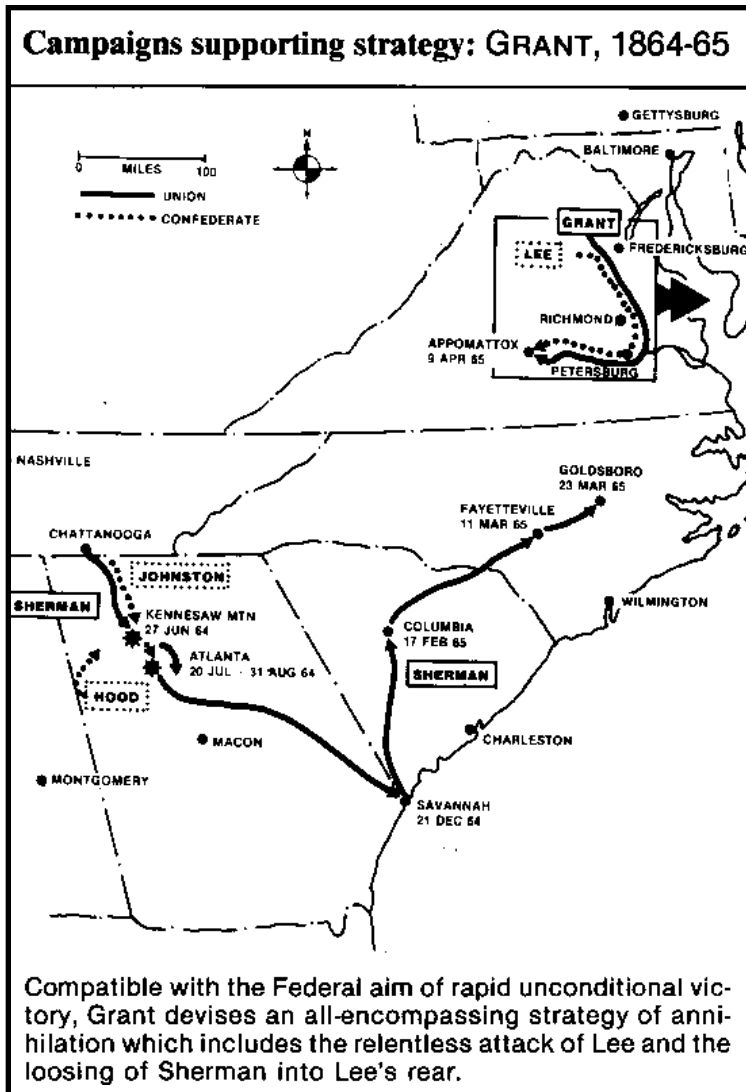 Campaigns supporting strategy: GRANT, 1864-65
GETTYSBURG
BALTIMORE
N
0 MILES 100
UNION
CONFEDERATE
GRANT
FREDERICKSBURG
LEE
RICHMOND
APPOMATTOX
9 APR 65
PETERSBURG
NASHVILLE
GOLDSBORO
23 MAR 65
FAYETTEVILLE
11 MAR 65
CHATTANOOGA
JOHNSTON
SHERMAN
WILMINGTON
KENNESAW MTN
27 JUN 64
COLUMBIA
17 FEB 65
ATLANTA
20 JUL - 31 AUG 64
SHERMAN
HOOD
MACON
CHARLESTON
MONTGOMERY
SAVANNAH
21 DEC 64
Compatible with the Federal aim of rapid unconditional vic-
tory, Grant devises an all-encompassing strategy of anni-
hilation which includes the relentless attack of Lee and the
loosing of Sherman into Lee's rear.